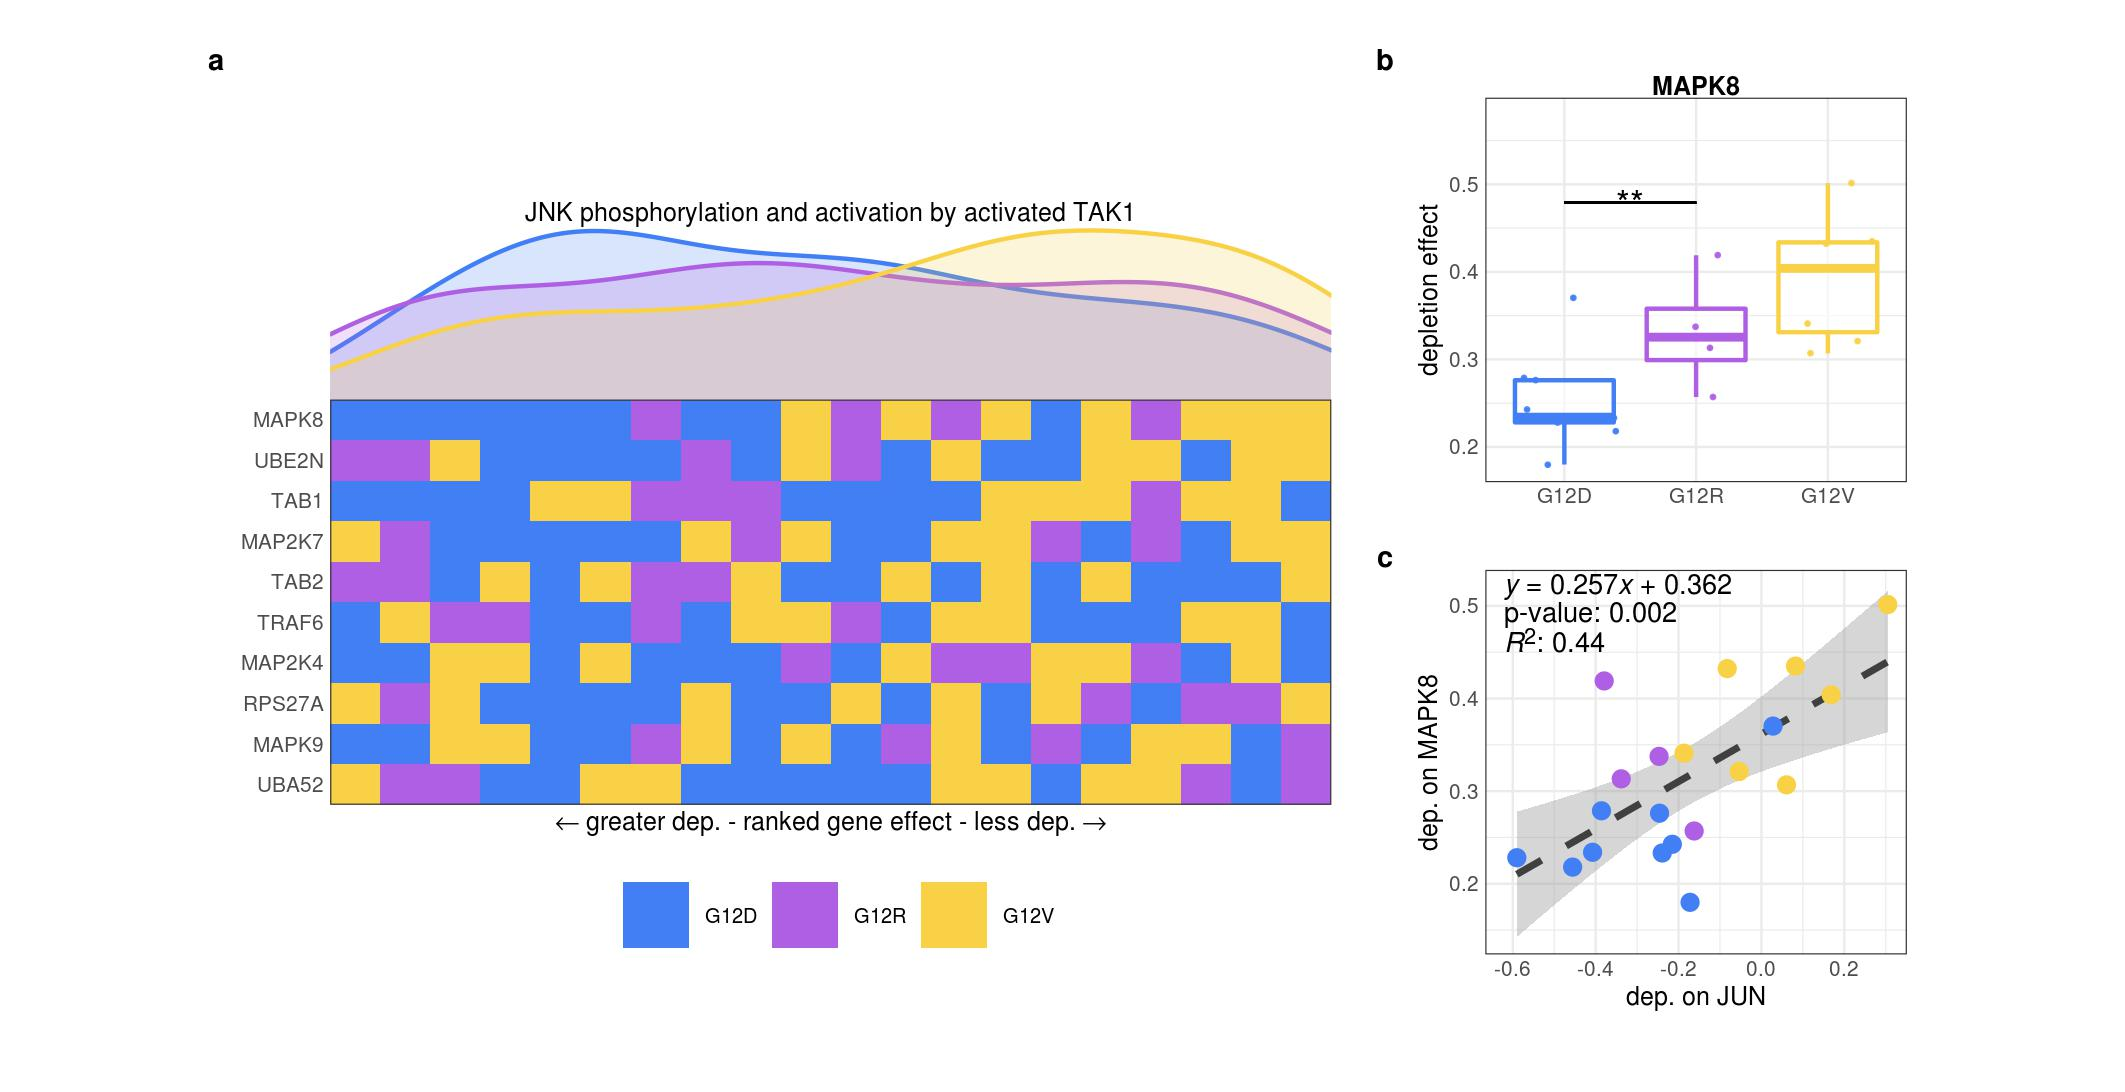 a
JNK phosphorylation and activation by activated TAK1
MAPK8
UBE2N
TAB1
MAP2K7
TAB2
TRAF6
MAP2K4
RPS27A
MAPK9
UBA52
← greater dep. - ranked gene effect - less dep. →
G12D G12R G12V
b
MAPK8
depletion effect
0.5
0.4
0.3
0.2
**
G12D G12R G12V
c
y = 0.257x + 0.362
p-value: 0.002
R²: 0.44
dep. on MAPK8
0.5
0.4
0.3
0.2
-0.6 -0.4 -0.2 0.0 0.2
dep. on JUN